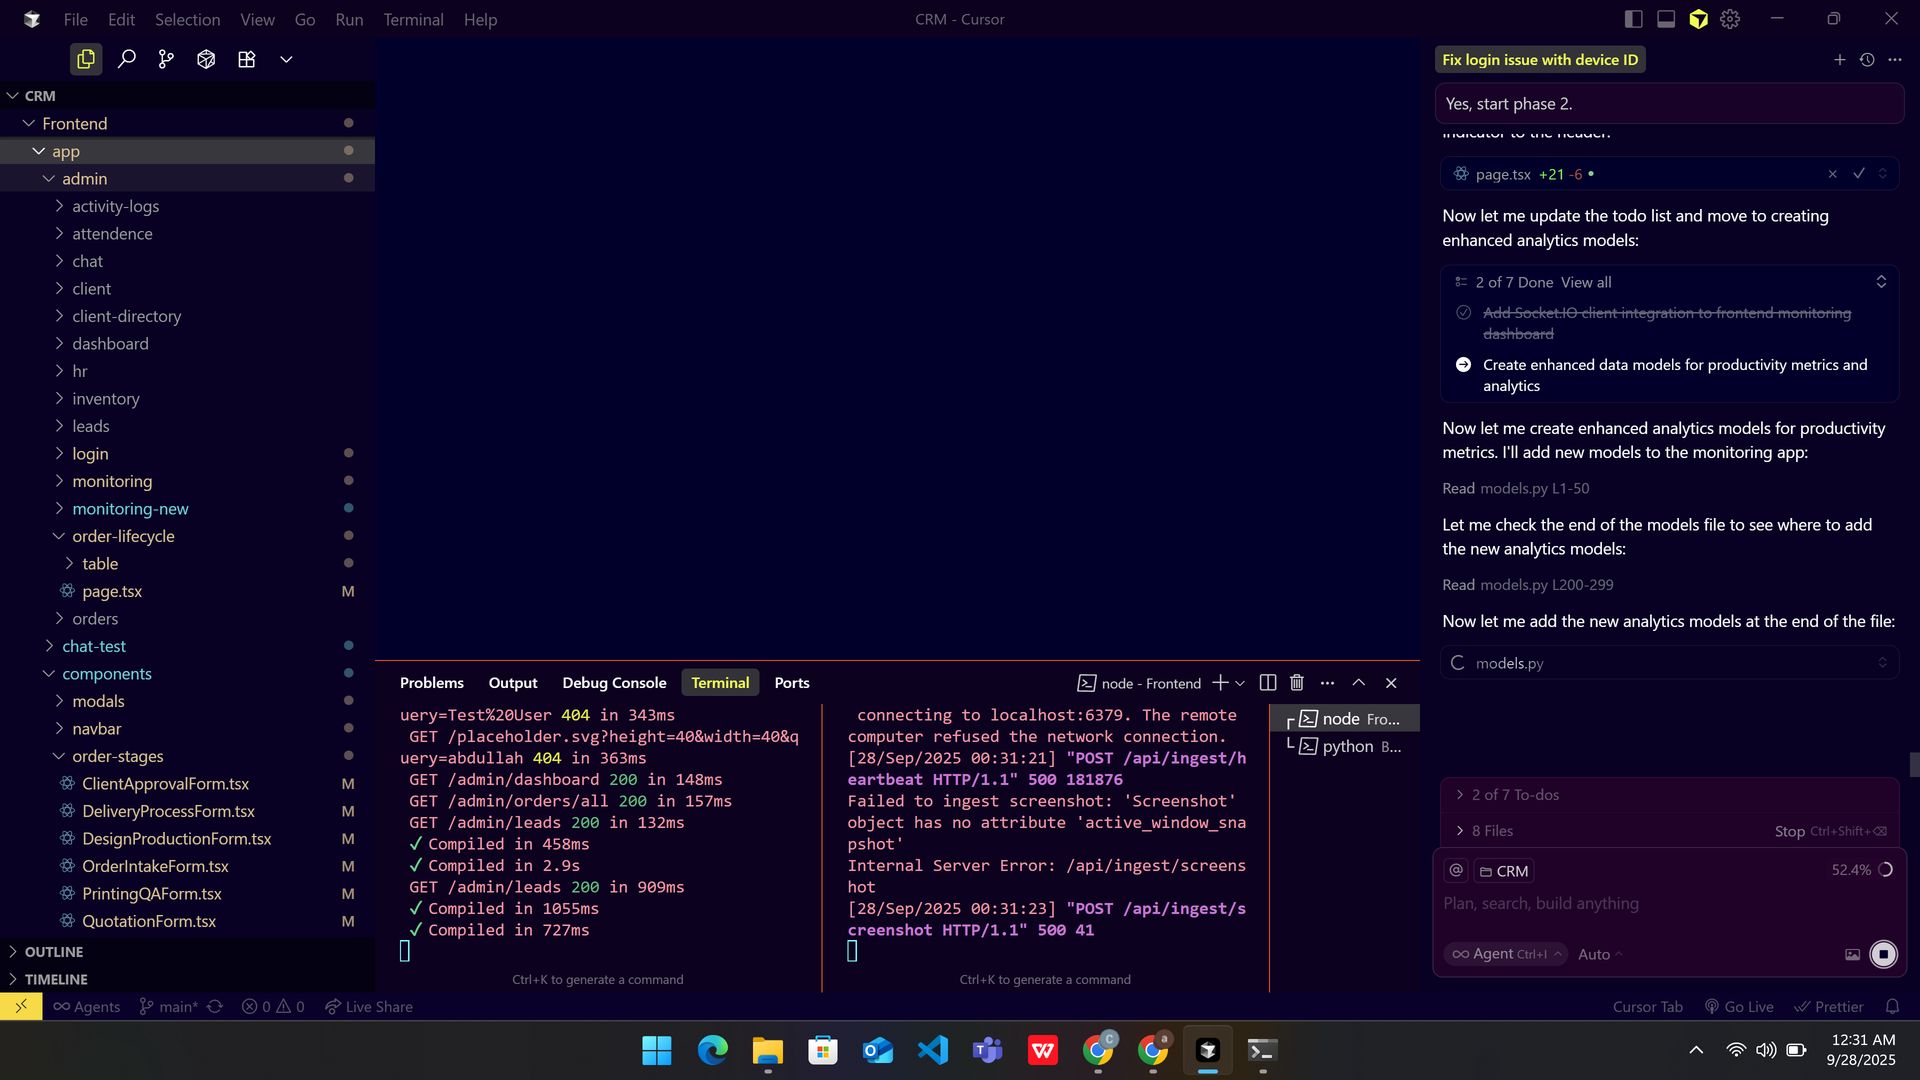 File Edit Selection View Go Run Terminal Help
CRM - Cursor
CRM
Frontend
app
admin
activity-logs
attendence
chat
client
client-directory
dashboard
hr
inventory
leads
login
monitoring
monitoring-new
order-lifecycle
table
page.tsx M
orders
chat-test
components
modals
navbar
order-stages
ClientApprovalForm.tsx M
DeliveryProcessForm.tsx M
DesignProductionForm.tsx M
OrderIntakeForm.tsx M
PrintingQAForm.tsx M
QuotationForm.tsx M
OUTLINE
TIMELINE
Problems Output Debug Console Terminal Ports
node - Frontend
uery=Test%20User 404 in 343ms
GET /placeholder.svg?height=40&width=40&q
uery=abdullah 404 in 363ms
GET /admin/dashboard 200 in 148ms
GET /admin/orders/all 200 in 157ms
GET /admin/leads 200 in 132ms
✓ Compiled in 458ms
✓ Compiled in 2.9s
GET /admin/leads 200 in 909ms
✓ Compiled in 1055ms
✓ Compiled in 727ms
Ctrl+K to generate a command
connecting to localhost:6379. The remote
computer refused the network connection.
[28/Sep/2025 00:31:21] "POST /api/ingest/h
eartbeat HTTP/1.1" 500 181876
Failed to ingest screenshot: 'Screenshot'
object has no attribute 'active_window_sna
pshot'
Internal Server Error: /api/ingest/screens
hot
[28/Sep/2025 00:31:23] "POST /api/ingest/s
creenshot HTTP/1.1" 500 41
Ctrl+K to generate a command
node Fro...
python B...
Fix login issue with device ID
Yes, start phase 2.
indicator to the header.
page.tsx +21 -6 •
Now let me update the todo list and move to creating
enhanced analytics models:
2 of 7 Done View all
Add Socket.IO client integration to frontend monitoring
dashboard
Create enhanced data models for productivity metrics and
analytics
Now let me create enhanced analytics models for productivity
metrics. I'll add new models to the monitoring app:
Read models.py L1-50
Let me check the end of the models file to see where to add
the new analytics models:
Read models.py L200-299
Now let me add the new analytics models at the end of the file:
models.py
2 of 7 To-dos
8 Files Stop Ctrl+Shift+⌫
@ CRM 52.4%
Plan, search, build anything
Agent Ctrl+I Auto
Agents main* 0 0 Live Share
Cursor Tab Go Live Prettier
12:31 AM
9/28/2025